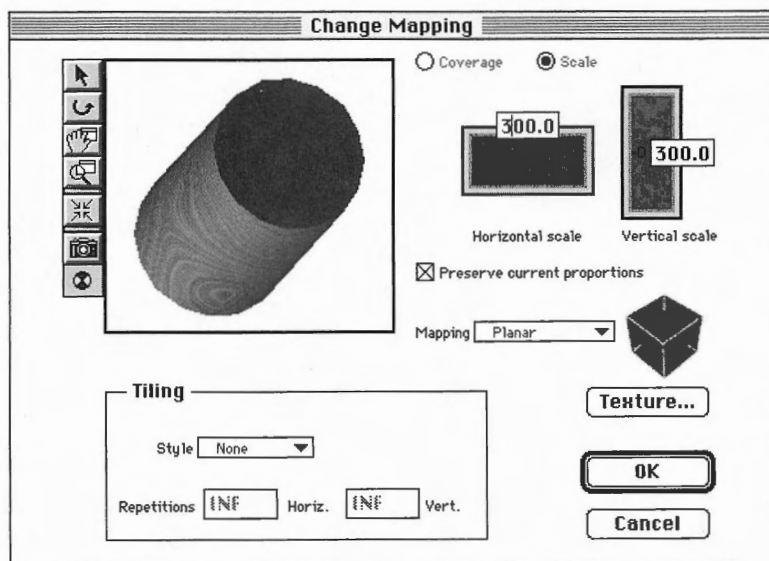 Change Mapping
Coverage Scale
300.0
300.0
Horizontal scale Vertical scale
Preserve current proportions
Mapping Planar
Tiling
Texture...
Style None
OK
Repetitions INF Horiz. INF Vert.
Cancel